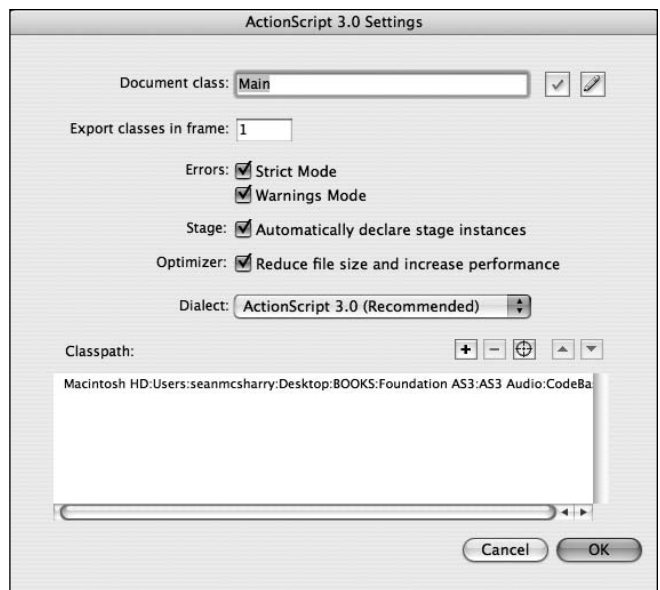 ActionScript 3.0 Settings
Document class: Main
Export classes in frame: 1
Errors: Strict Mode
Warnings Mode
Stage: Automatically declare stage instances
Optimizer: Reduce file size and increase performance
Dialect: ActionScript 3.0 (Recommended)
Classpath:
Macintosh HD:Users:seanmcsharry:Desktop:BOOKS:Foundation AS3:AS3 Audio:CodeBa
Cancel OK